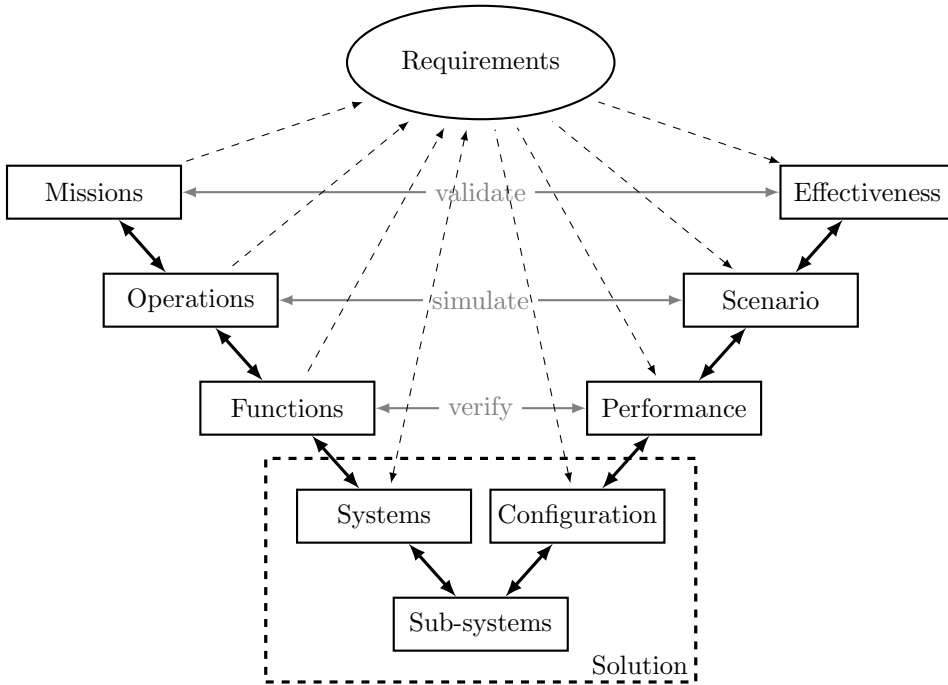 Requirements
Missions
validate
Effectiveness
Operations
simulate
Scenario
Functions
verify
Performance
Systems
Configuration
Sub-systems
Solution